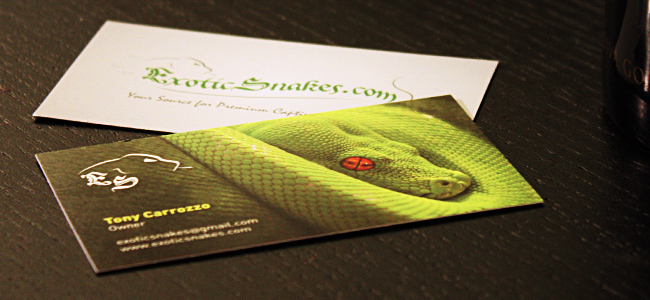 ExoticSnakes.com
Your Source for Premium
ES
Tony Carrozzo
Owner
exoticsnakes@gmail.com
www.exoticsnakes.com